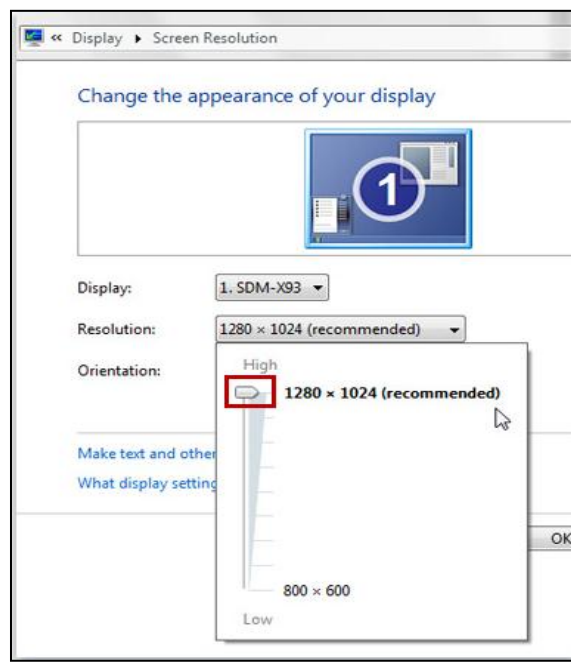 « Display ▸ Screen Resolution
Change the appearance of your display
1
Display: 1. SDM-X93
Resolution: 1280 × 1024 (recommended)
Orientation:
High
1280 × 1024 (recommended)
Make text and other
What display setting
OK
800 × 600
Low